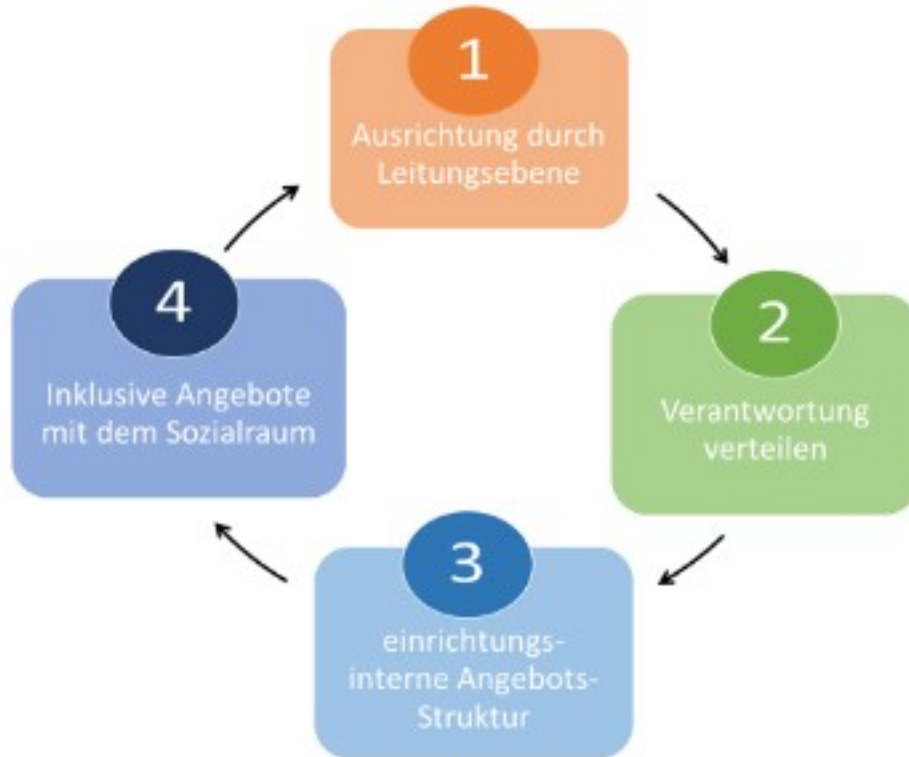 1
Ausrichtung durch
Leitungsebene
2
Verantwortung
verteilen
3
einrichtungs-
interne Angebots-
Struktur
4
Inklusive Angebote
mit dem Sozialraum